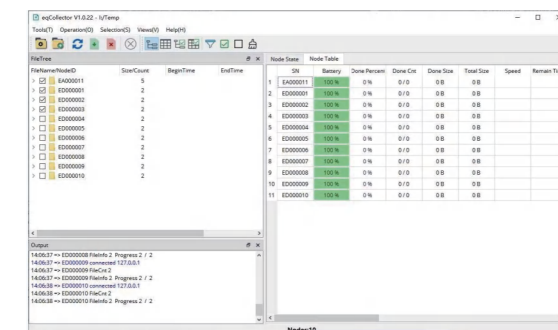 eqCollector V1.0.22 - I:/Temp
Tools(T) Operation(O) Selection(S) Views(V) Help(H)
FileTree
FileName/NodeID Size/Count BeginTime EndTime
EA000011 5
ED000001 2
ED000002 2
ED000003 2
ED000004 2
ED000005 2
ED000006 2
ED000007 2
ED000008 2
ED000009 2
ED000010 2
Output
14:06:37 => ED000008 FileInfo 2 Progress 2 / 2
14:06:37 => ED000009 connected 127.0.0.1
14:06:37 => ED000009 FileCnt 2
14:06:37 => ED000009 FileInfo 2 Progress 2 / 2
14:06:38 => ED000010 connected 127.0.0.1
14:06:38 => ED000010 FileCnt 2
14:06:38 => ED000010 FileInfo 2 Progress 2 / 2
Node State Node Table
SN Battery Done Percem Done Cnt Done Size Total Size Speed Remain Ti
1 EA000011 100 % 0 % 0 / 0 0 B 0 B
2 ED000001 100 % 0 % 0 / 0 0 B 0 B
3 ED000002 100 % 0 % 0 / 0 0 B 0 B
4 ED000003 100 % 0 % 0 / 0 0 B 0 B
5 ED000004 100 % 0 % 0 / 0 0 B 0 B
6 ED000005 100 % 0 % 0 / 0 0 B 0 B
7 ED000006 100 % 0 % 0 / 0 0 B 0 B
8 ED000007 100 % 0 % 0 / 0 0 B 0 B
9 ED000008 100 % 0 % 0 / 0 0 B 0 B
10 ED000009 100 % 0 % 0 / 0 0 B 0 B
11 ED000010 100 % 0 % 0 / 0 0 B 0 B
Nodes:10